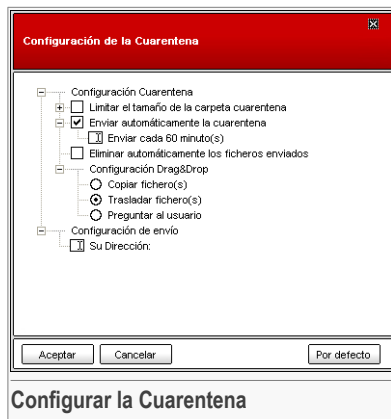 Configuración de la Cuarentena
Configuración Cuarentena
Limitar el tamaño de la carpeta cuarentena
Enviar automáticamente la cuarentena
Enviar cada 60 minuto(s)
Eliminar automáticamente los ficheros enviados
Configuración Drag&Drop
Copiar fichero(s)
Trasladar fichero(s)
Preguntar al usuario
Configuración de envío
Su Dirección:
Aceptar Cancelar Por defecto
Configurar la Cuarentena